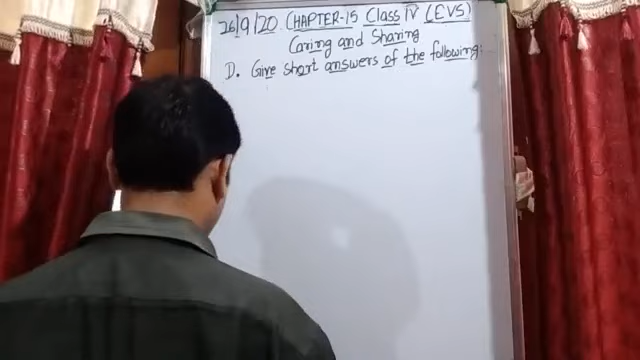 26/9/20. CHAPTER-15 Class IV (EVS)
Caring and Sharing
D. Give short answers of the following: